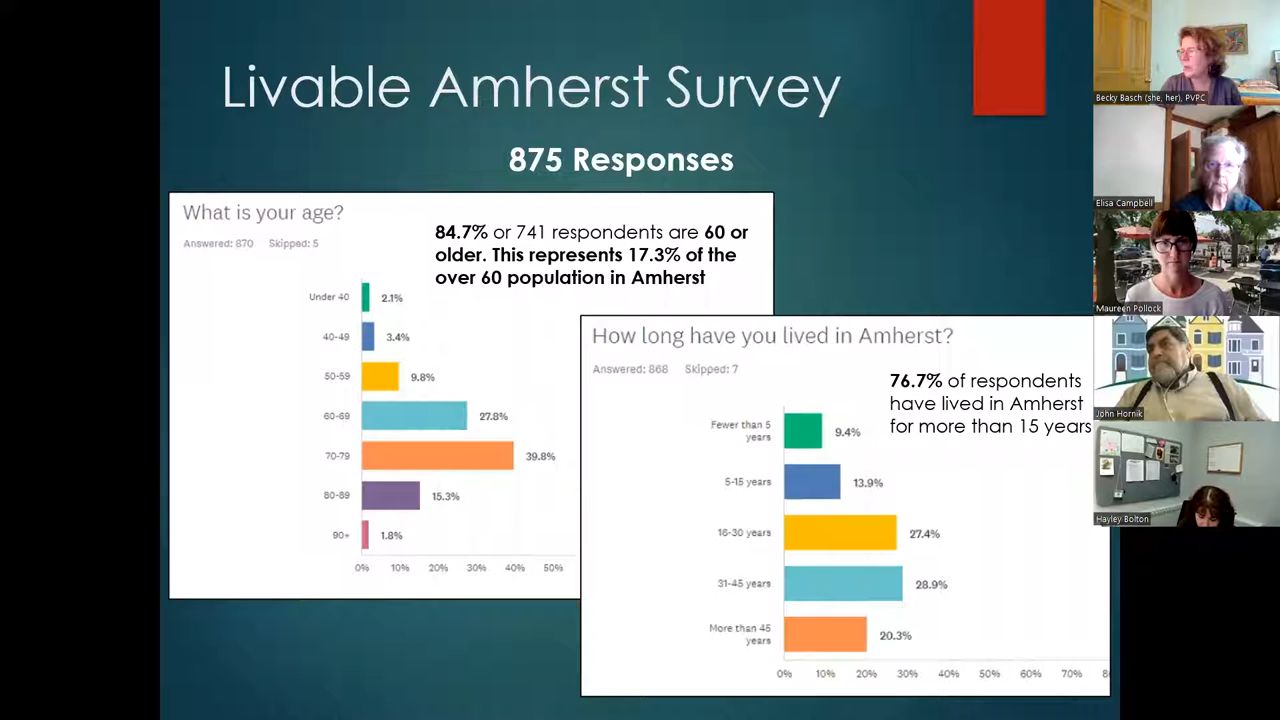 Livable Amherst Survey
875 Responses
What is your age?
Answered: 870 Skipped: 5
84.7% or 741 respondents are 60 or
older. This represents 17.3% of the
over 60 population in Amherst
Under 40 2.1%
40-49 3.4%
50-59 9.8%
60-69 27.8%
70-79 39.8%
80-89 15.3%
90+ 1.8%
0% 10% 20% 30% 40% 50%
How long have you lived in Amherst?
Answered: 868 Skipped: 7
76.7% of respondents
have lived in Amherst
for more than 15 years
Fewer than 5
years
9.4%
5-15 years 13.9%
16-30 years 27.4%
31-45 years 28.9%
More than 45
years
20.3%
0% 10% 20% 30% 40% 50% 60% 70%
Becky Basch (she, her), PVPC
Elisa Campbell
Maureen Pollock
John Hornik
Hayley Bolton